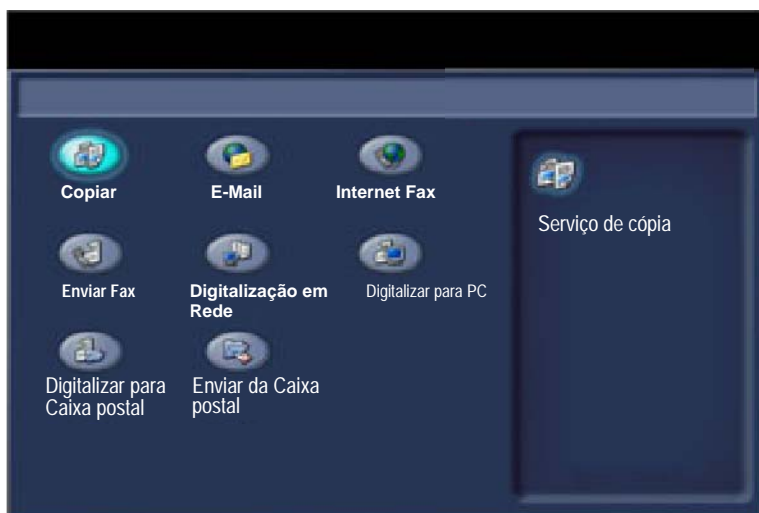 Copiar
E-Mail
Internet Fax
Serviço de cópia
Enviar Fax
Digitalização em
Rede
Digitalizar para PC
Digitalizar para
Caixa postal
Enviar da Caixa
postal